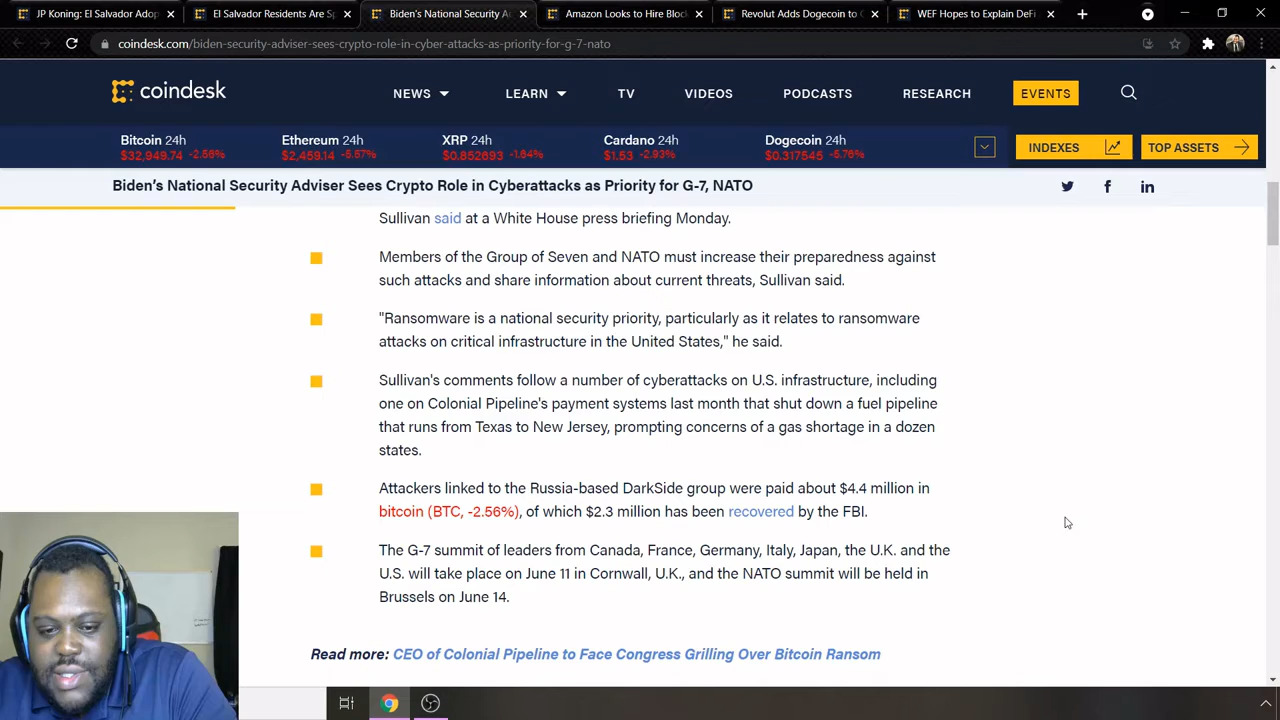 JP Koning: El Salvador Adop
El Salvador Residents Are S
Biden's National Security A
Amazon Looks to Hire Bloc
Revolut Adds Dogecoin to
WEF Hopes to Explain DeFi
coindesk.com/biden-security-adviser-sees-crypto-role-in-cyber-attacks-as-priority-for-g-7-nato
coindesk
NEWS
LEARN
TV
VIDEOS
PODCASTS
RESEARCH
EVENTS
Bitcoin 24h
$32,949.74 -2.56%
Ethereum 24h
$2,459.14 -5.57%
XRP 24h
$0.852693 -1.64%
Cardano 24h
$1.53 -2.93%
Dogecoin 24h
$0.317545 -5.76%
INDEXES
TOP ASSETS
Biden's National Security Adviser Sees Crypto Role in Cyberattacks as Priority for G-7, NATO
Sullivan said at a White House press briefing Monday.
Members of the Group of Seven and NATO must increase their preparedness against
such attacks and share information about current threats, Sullivan said.
"Ransomware is a national security priority, particularly as it relates to ransomware
attacks on critical infrastructure in the United States," he said.
Sullivan's comments follow a number of cyberattacks on U.S. infrastructure, including
one on Colonial Pipeline's payment systems last month that shut down a fuel pipeline
that runs from Texas to New Jersey, prompting concerns of a gas shortage in a dozen
states.
Attackers linked to the Russia-based DarkSide group were paid about $4.4 million in
bitcoin (BTC, -2.56%), of which $2.3 million has been recovered by the FBI.
The G-7 summit of leaders from Canada, France, Germany, Italy, Japan, the U.K. and the
U.S. will take place on June 11 in Cornwall, U.K., and the NATO summit will be held in
Brussels on June 14.
Read more: CEO of Colonial Pipeline to Face Congress Grilling Over Bitcoin Ransom